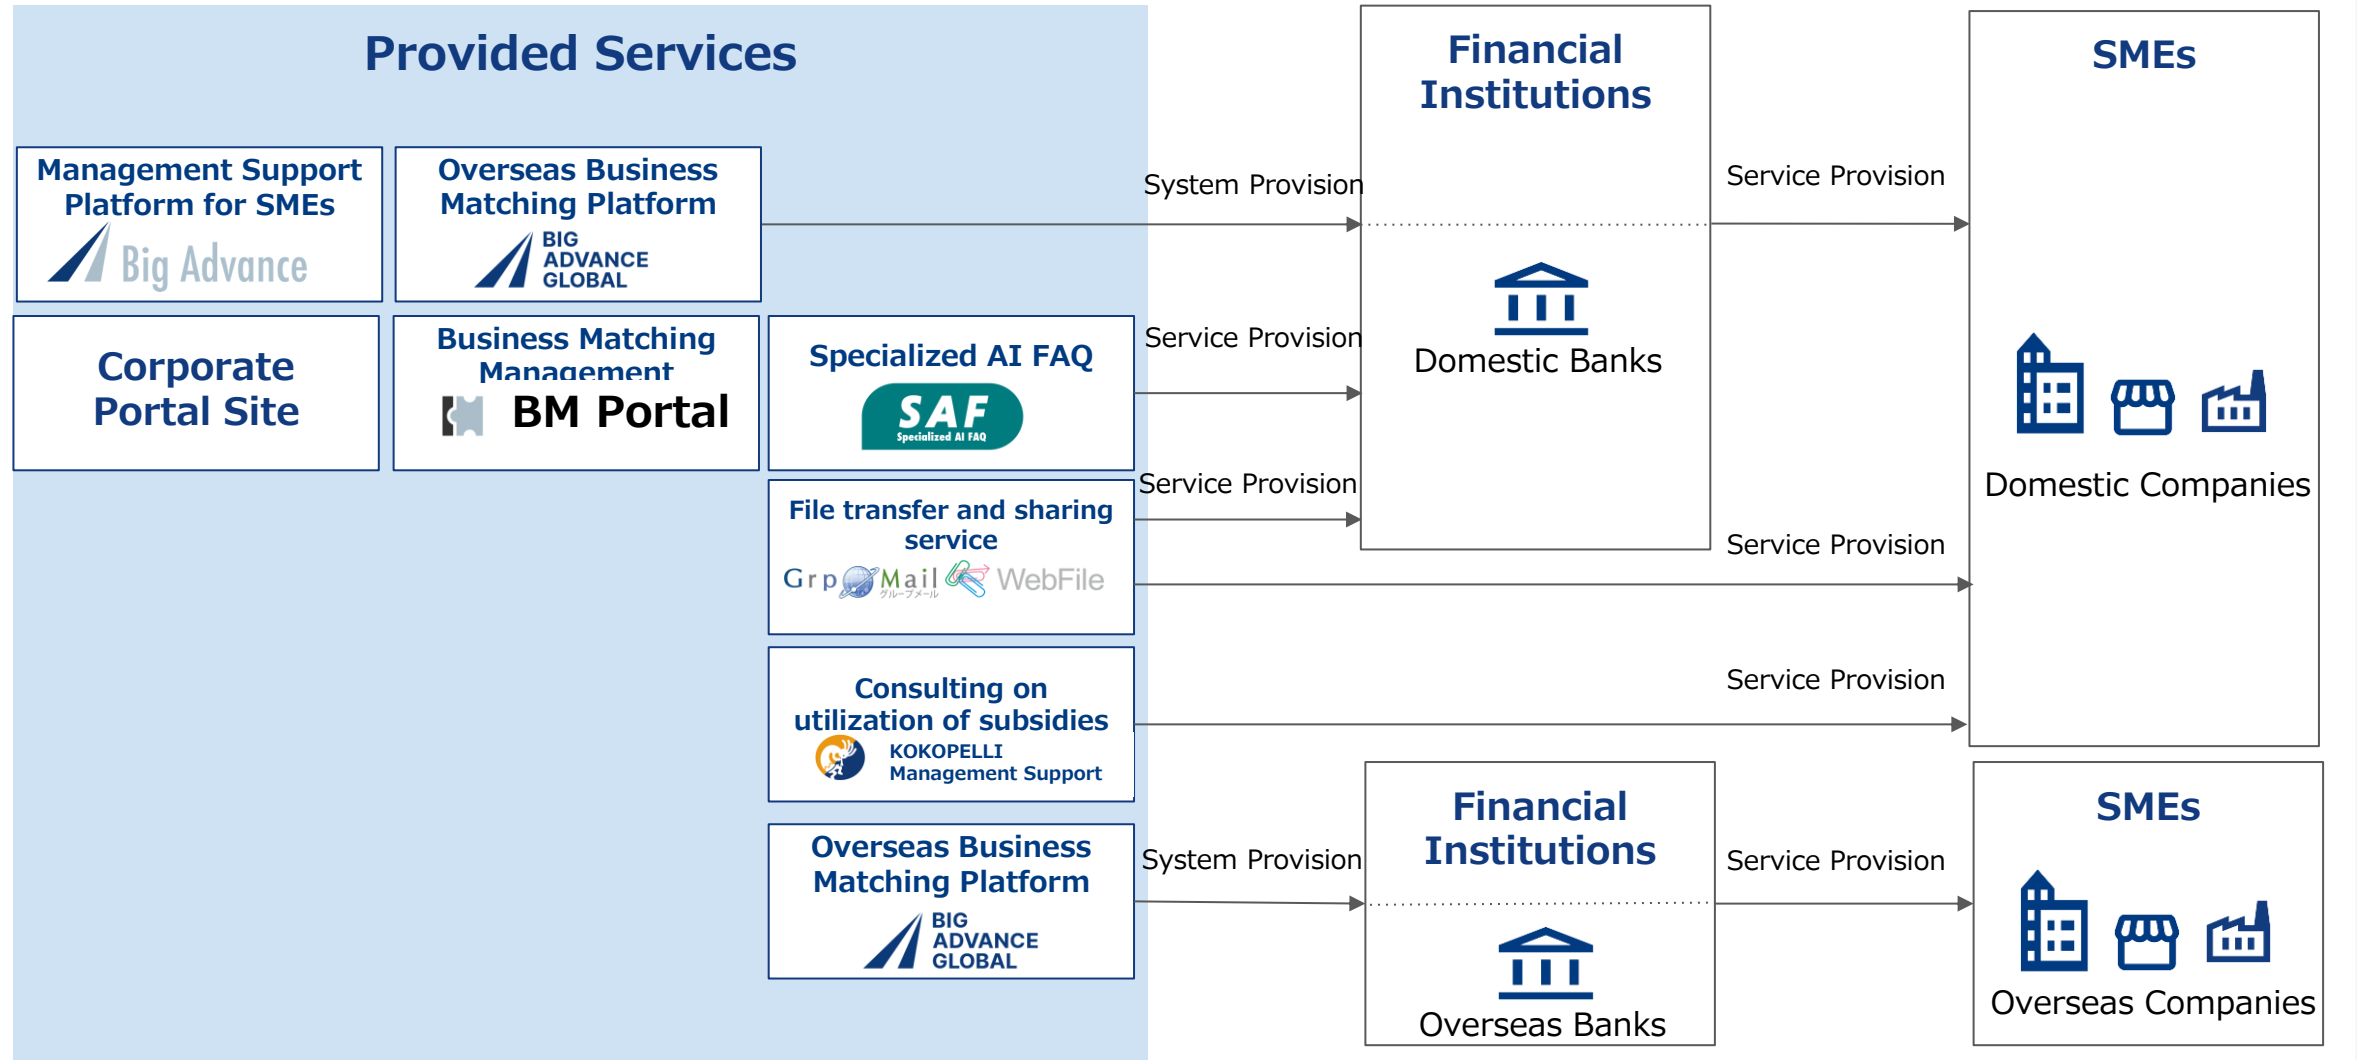 Provided Services
Management Support
Platform for SMEs
Big Advance
Overseas Business
Matching Platform
BIG
ADVANCE
GLOBAL
Corporate
Portal Site
Business Matching
Management
BM Portal
Specialized AI FAQ
SAF
Specialized AI FAQ
File transfer and sharing
service
Grp Mail
グループメール
WebFile
Consulting on
utilization of subsidies
KOKOPELLI
Management Support
Overseas Business
Matching Platform
BIG
ADVANCE
GLOBAL
System Provision
Service Provision
Service Provision
System Provision
Financial
Institutions
Domestic Banks
Financial
Institutions
Overseas Banks
Service Provision
Service Provision
Service Provision
Service Provision
SMEs
Domestic Companies
SMEs
Overseas Companies